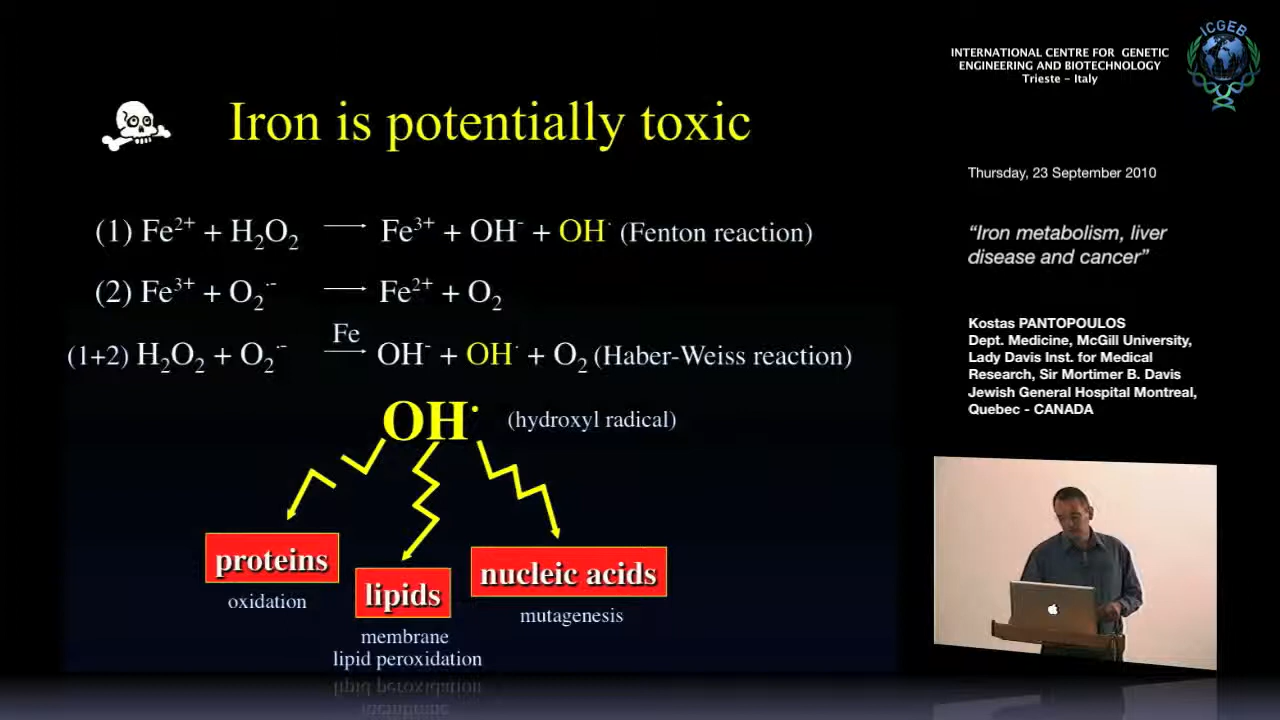 Iron is potentially toxic
(1) Fe²⁺ + H₂O₂ ⟶ Fe³⁺ + OH⁻ + OH˙ (Fenton reaction)
(2) Fe³⁺ + O₂˙⁻ ⟶ Fe²⁺ + O₂
Fe
(1+2) H₂O₂ + O₂˙⁻ ⟶ OH⁻ + OH˙ + O₂ (Haber-Weiss reaction)
OH˙ (hydroxyl radical)
proteins
oxidation
lipids
membrane
lipid peroxidation
nucleic acids
mutagenesis
ICGEB
INTERNATIONAL CENTRE FOR GENETIC
ENGINEERING AND BIOTECHNOLOGY
Trieste – Italy
Thursday, 23 September 2010
“Iron metabolism, liver
disease and cancer”
Kostas PANTOPOULOS
Dept. Medicine, McGill University,
Lady Davis Inst. for Medical
Research, Sir Mortimer B. Davis
Jewish General Hospital Montreal,
Quebec - CANADA